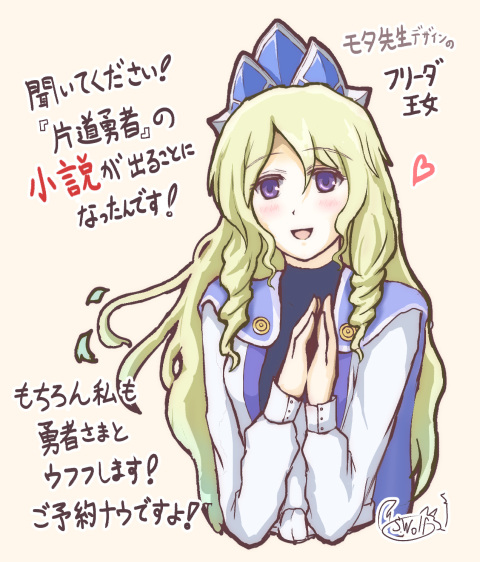 聞いてください!
『片道勇者』の
小説が出ることに
なったんです!
モタ先生デザインの
フリーダ
王女
もちろん私も
勇者さまと
ウフフします!
ご予約ナウですよ!
SWolf